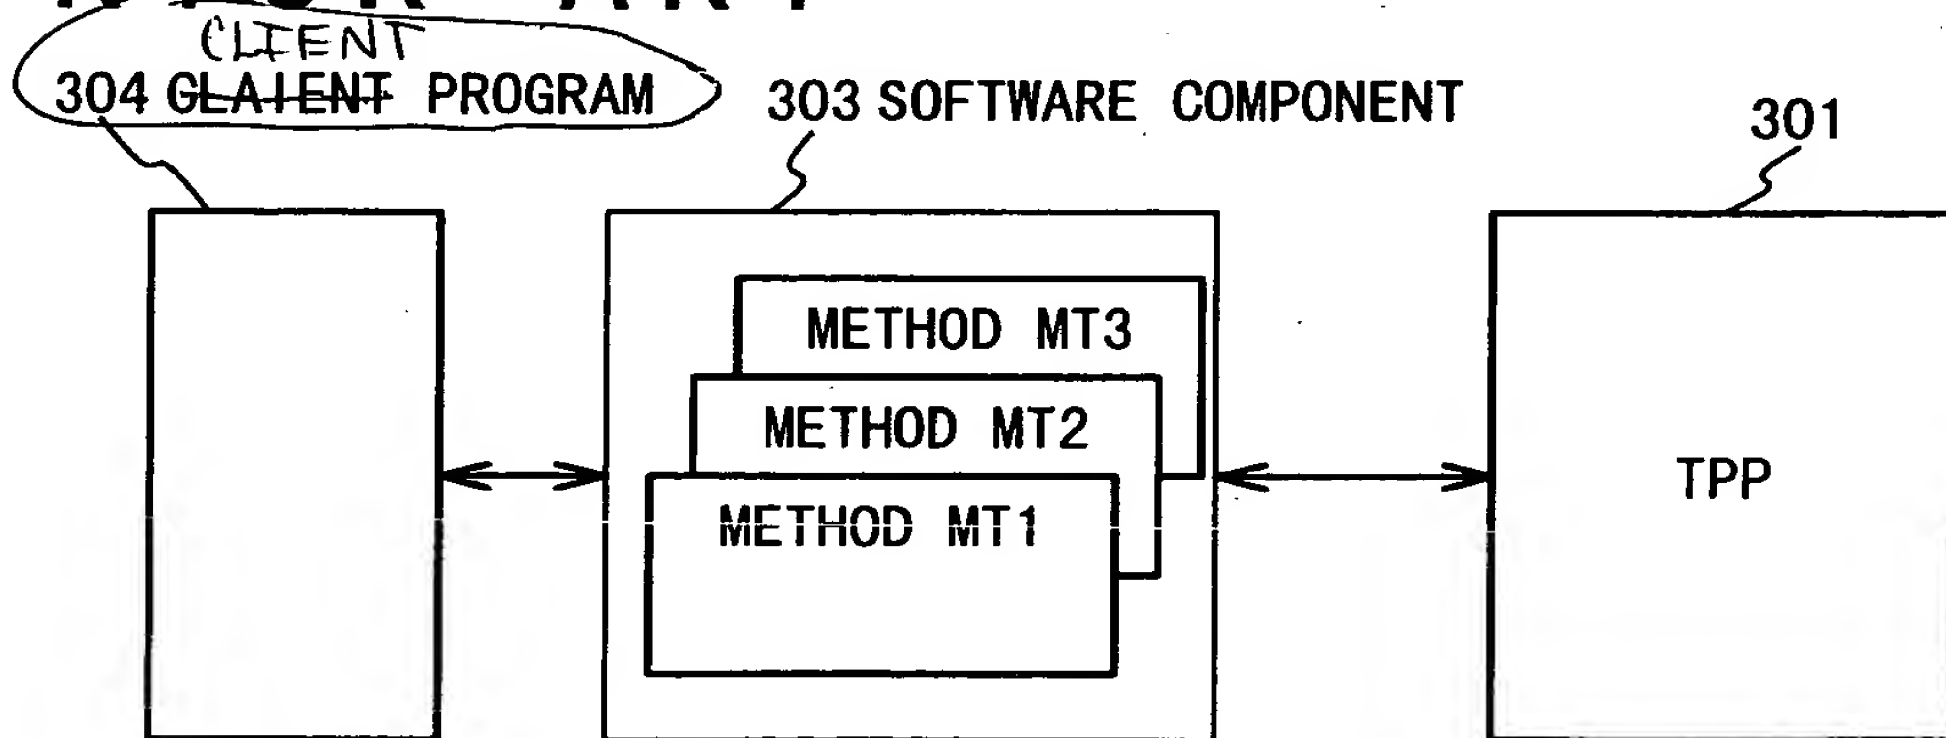 CLIENT
304 GLAIENT PROGRAM
303 SOFTWARE COMPONENT
301
METHOD MT3
METHOD MT2
METHOD MT1
TPP